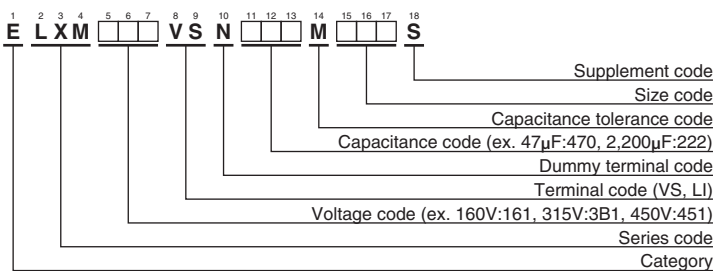 1 2 3 4 5 6 7 8 9 10 11 12 13 14 15 16 17 18
E L X M □□□ V S N □□□ M □□□ S
Supplement code
Size code
Capacitance tolerance code
Capacitance code (ex. 47µF:470, 2,200µF:222)
Dummy terminal code
Terminal code (VS, LI)
Voltage code (ex. 160V:161, 315V:3B1, 450V:451)
Series code
Category